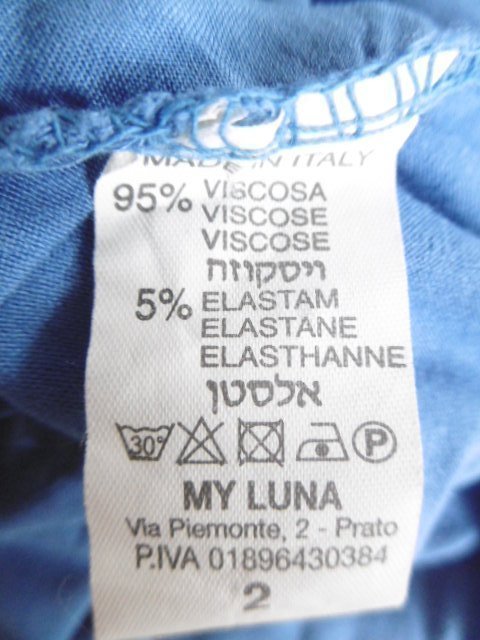 MADE IN ITALY
95% VISCOSA
VISCOSE
VISCOSE
ויסקוזה
5% ELASTAM
ELASTANE
ELASTHANNE
אלסטן
30° P
MY LUNA
Via Piemonte, 2 - Prato
P.IVA 01896430384
2